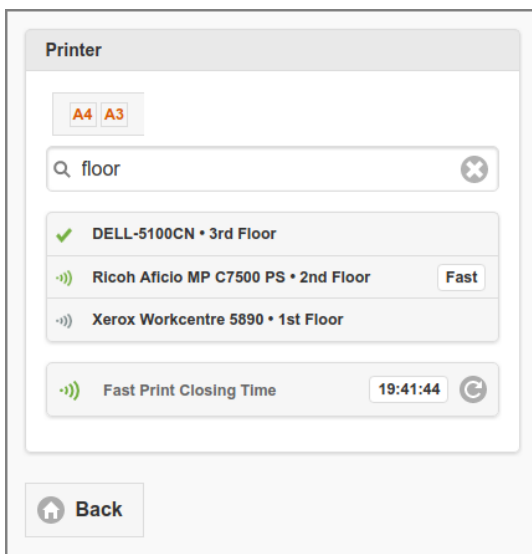 Printer
A4 A3
floor
DELL-5100CN • 3rd Floor
Ricoh Aficio MP C7500 PS • 2nd Floor Fast
Xerox Workcentre 5890 • 1st Floor
Fast Print Closing Time 19:41:44
Back